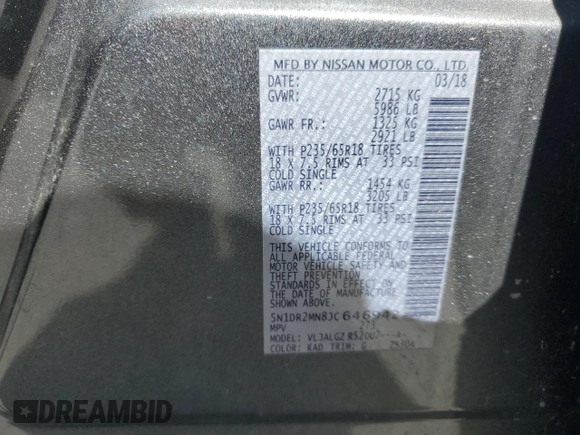 MFD BY NISSAN MOTOR CO., LTD.
DATE: 03/18
GVWR: 2715 KG
5986 LB
GAWR FR.: 1325 KG
2921 LB
WITH P235/65R18 TIRES
18 X 7.5 RIMS AT 33 PSI
COLD SINGLE
GAWR RR.: 1454 KG
3205 LB
WITH P235/65R18 TIRES
18 X 7.5 RIMS AT 33 PSI
COLD SINGLE
THIS VEHICLE CONFORMS TO
ALL APPLICABLE FEDERAL
MOTOR VEHICLE SAFETY AND
THEFT PREVENTION
STANDARDS IN EFFECT ON
THE DATE OF MANUFACTURE
SHOWN ABOVE.
5N1DR2MN8JC
MPV
MODEL:
COLOR: KAD TRIM: G
DREAMBID